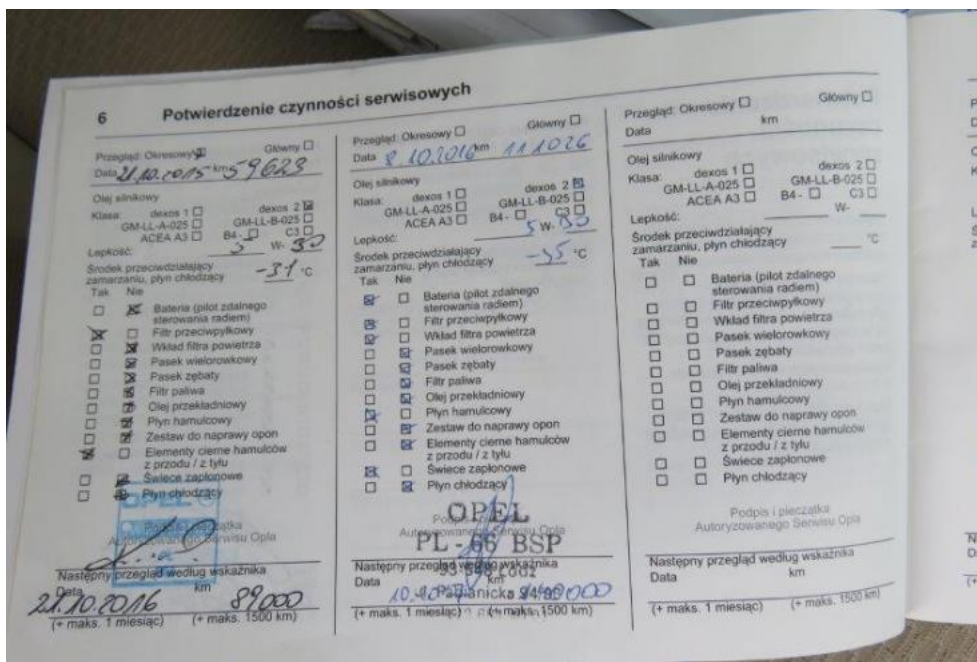 6 Potwierdzenie czynności serwisowych
Przegląd: Okresowy Główny
Data 21.10.2015 km 59623
Olej silnikowy
Klasa: dexos 1 dexos 2
GM-LL-A-025 GM-LL-B-025
ACEA A3 B4 - C3
Lepkość: 5 W- 30
Środek przeciwdziałający
zamarzaniu, płyn chłodzący -31 °C
Tak Nie
Bateria (pilot zdalnego
sterowania radiem)
Filtr przeciwpyłkowy
Wkład filtra powietrza
Pasek wielorowkowy
Pasek zębaty
Filtr paliwa
Olej przekładniowy
Płyn hamulcowy
Zestaw do naprawy opon
Elementy cierne hamulców
z przodu / z tyłu
Świece zapłonowe
Płyn chłodzący
OPEL
Serwisu Opla
Następny przegląd według wskaźnika
Data km
21.10.2016 89000
(+ maks. 1 miesiąc) (+ maks. 1500 km)
Przegląd: Okresowy Główny
Data 8.10.2016 km 111026
Olej silnikowy
Klasa: dexos 1 dexos 2
GM-LL-A-025 GM-LL-B-025
ACEA A3 B4 - C3
Lepkość: 5 W- 30
Środek przeciwdziałający
zamarzaniu, płyn chłodzący -35 °C
Tak Nie
Bateria (pilot zdalnego
sterowania radiem)
Filtr przeciwpyłkowy
Wkład filtra powietrza
Pasek wielorowkowy
Pasek zębaty
Filtr paliwa
Olej przekładniowy
Płyn hamulcowy
Zestaw do naprawy opon
Elementy cierne hamulców
z przodu / z tyłu
Świece zapłonowe
Płyn chłodzący
OPEL
Autoryzowanego Serwisu Opla
PL - 66 BSP
Następny przegląd według wskaźnika
Data km
(+ maks. 1 miesiąc) (+ maks. 1500 km)
Przegląd: Okresowy Główny
Data km
Olej silnikowy
Klasa: dexos 1 dexos 2
GM-LL-A-025 GM-LL-B-025
ACEA A3 B4 - C3
Lepkość: W-
Środek przeciwdziałający
zamarzaniu, płyn chłodzący °C
Tak Nie
Bateria (pilot zdalnego
sterowania radiem)
Filtr przeciwpyłkowy
Wkład filtra powietrza
Pasek wielorowkowy
Pasek zębaty
Filtr paliwa
Olej przekładniowy
Płyn hamulcowy
Zestaw do naprawy opon
Elementy cierne hamulców
z przodu / z tyłu
Świece zapłonowe
Płyn chłodzący
Podpis i pieczątka
Autoryzowanego Serwisu Opla
Następny przegląd według wskaźnika
Data km
(+ maks. 1 miesiąc) (+ maks. 1500 km)